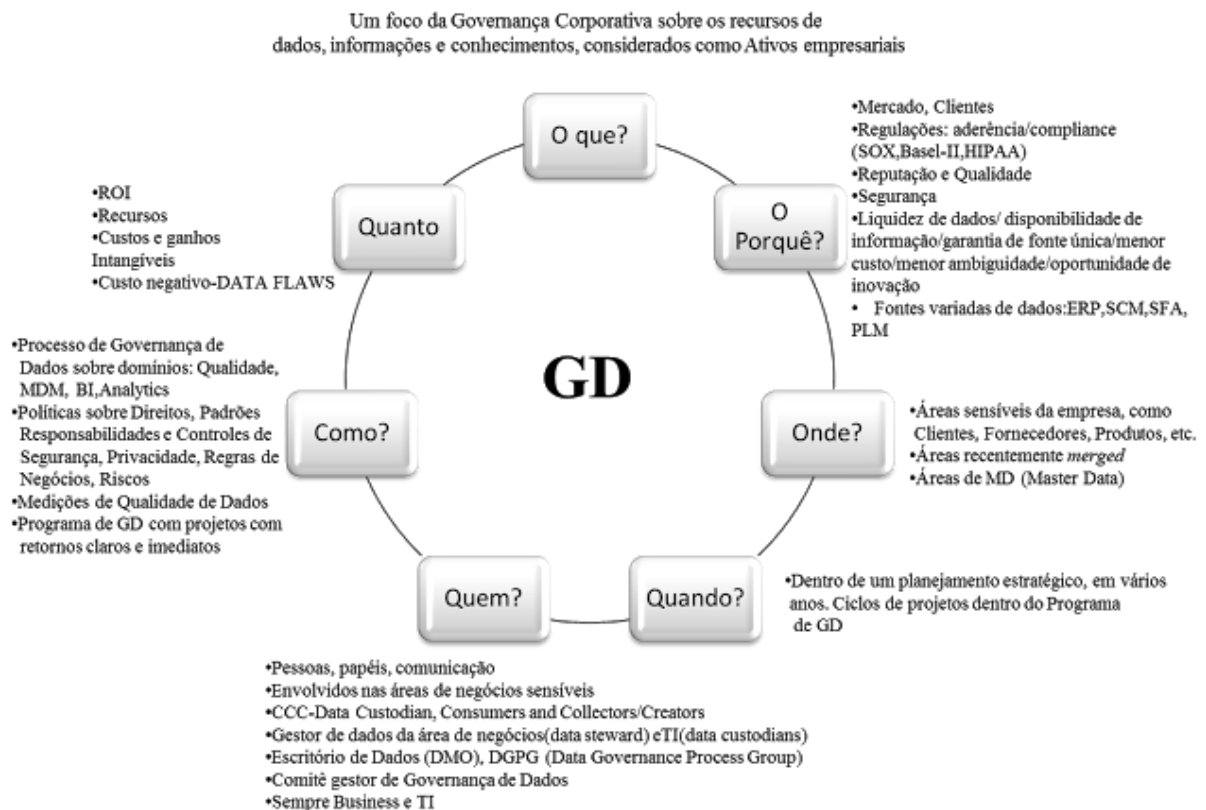 Um foco da Governança Corporativa sobre os recursos de
dados, informações e conhecimentos, considerados como Ativos empresariais
O que?
•Mercado, Clientes
•Regulações: aderência/compliance
(SOX,Basel-II,HIPAA)
•Reputação e Qualidade
•Segurança
•Liquidez de dados/ disponibilidade de
informação/garantia de fonte única/menor
custo/menor ambiguidade/oportunidade de
inovação
• Fontes variadas de dados:ERP,SCM,SFA,
PLM
O
Porquê?
•ROI
•Recursos
•Custos e ganhos
Intangíveis
•Custo negativo-DATA FLAWS
Quanto
GD
•Processo de Governança de
Dados sobre domínios: Qualidade,
MDM, BI,Analytics
•Políticas sobre Direitos, Padrões
Responsabilidades e Controles de
Segurança, Privacidade, Regras de
Negócios, Riscos
•Medições de Qualidade de Dados
•Programa de GD com projetos com
retornos claros e imediatos
Como?
Onde?
•Áreas sensíveis da empresa, como
Clientes, Fornecedores, Produtos, etc.
•Áreas recentemente merged
•Áreas de MD (Master Data)
Quem?
Quando?
•Dentro de um planejamento estratégico, em vários
anos. Ciclos de projetos dentro do Programa
de GD
•Pessoas, papéis, comunicação
•Envolvidos nas áreas de negócios sensíveis
•CCC-Data Custodian, Consumers and Collectors/Creators
•Gestor de dados da área de negócios(data steward) eTI(data custodians)
•Escritório de Dados (DMO), DGPG (Data Governance Process Group)
•Comitê gestor de Governança de Dados
•Sempre Business e TI